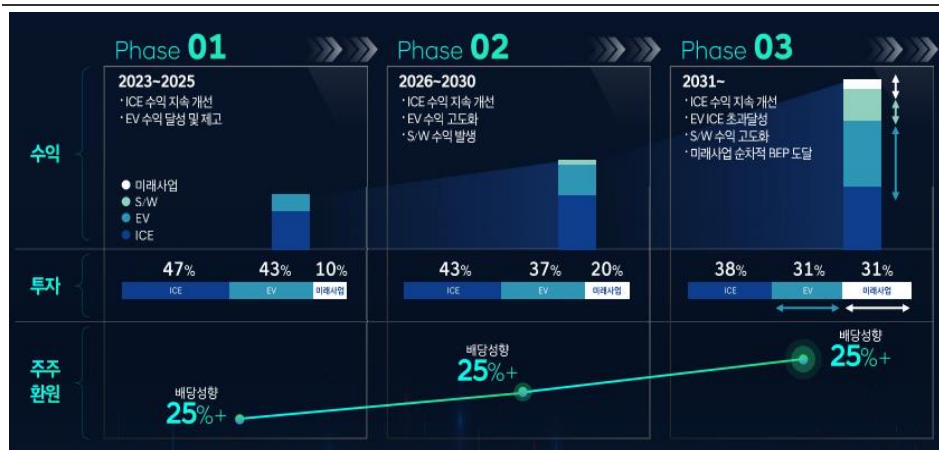 Phase 01
Phase 02
Phase 03
수익
2023~2025
· ICE 수익 지속 개선
· EV 수익 달성 및 제고
미래사업
S/W
EV
ICE
2026~2030
· ICE 수익 지속 개선
· EV 수익 고도화
· S/W 수익 발생
2031~
· ICE 수익 지속 개선
· EV ICE 초과달성
· S/W 수익 고도화
· 미래사업 순차적 BEP 도달
투자
47% 43% 10%
ICE EV 미래사업
43% 37% 20%
ICE EV 미래사업
38% 31% 31%
ICE EV 미래사업
주주
환원
배당성향
25%+
배당성향
25%+
배당성향
25%+